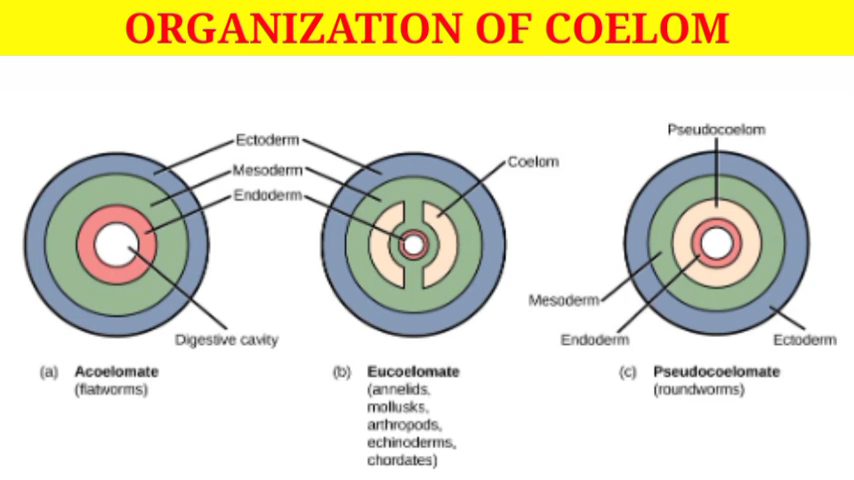 ORGANIZATION OF COELOM
Pseudocoelom
Ectoderm
Coelom
Mesoderm
Endoderm
Mesoderm
Digestive cavity
Endoderm
Ectoderm
(a) Acoelomate
(flatworms)
(b) Eucoelomate
(annelids,
mollusks,
arthropods,
echinoderms,
chordates)
(c) Pseudocoelomate
(roundworms)